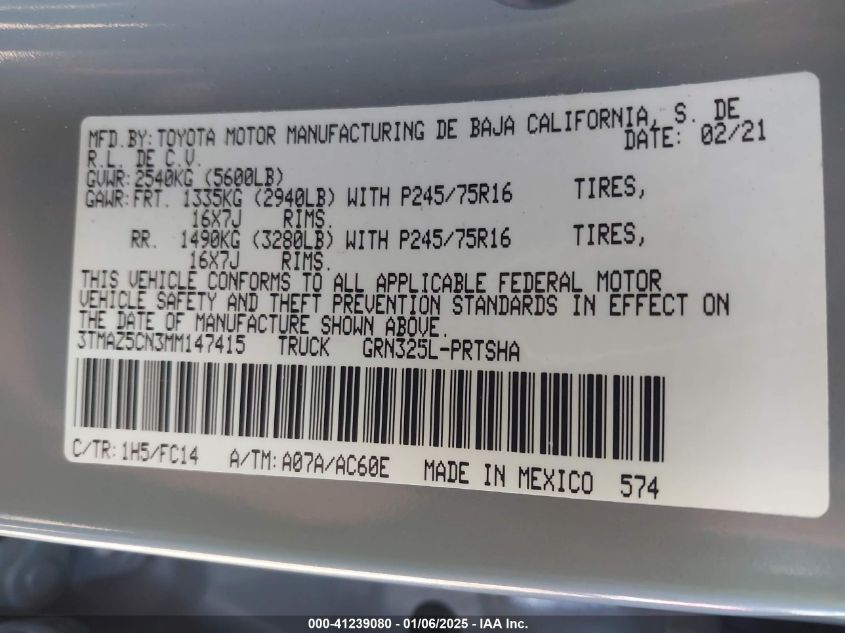 MFD.BY:TOYOTA MOTOR MANUFACTURING DE BAJA CALIFORNIA, S. DE
R.L. DE C.V. DATE: 02/21
GVWR:2540KG (5600LB)
GAWR:FRT. 1335KG (2940LB) WITH P245/75R16 TIRES,
16X7J RIMS.
RR. 1490KG (3280LB) WITH P245/75R16 TIRES,
16X7J RIMS.
THIS VEHICLE CONFORMS TO ALL APPLICABLE FEDERAL MOTOR
VEHICLE SAFETY AND THEFT PREVENTION STANDARDS IN EFFECT ON
THE DATE OF MANUFACTURE SHOWN ABOVE.
3TMAZ5CN3MM147415 TRUCK GRN325L-PRTSHA
C/TR:1H5/FC14 A/TM:A07A/AC60E MADE IN MEXICO 574
000-41239080 - 01/06/2025 - IAA Inc.